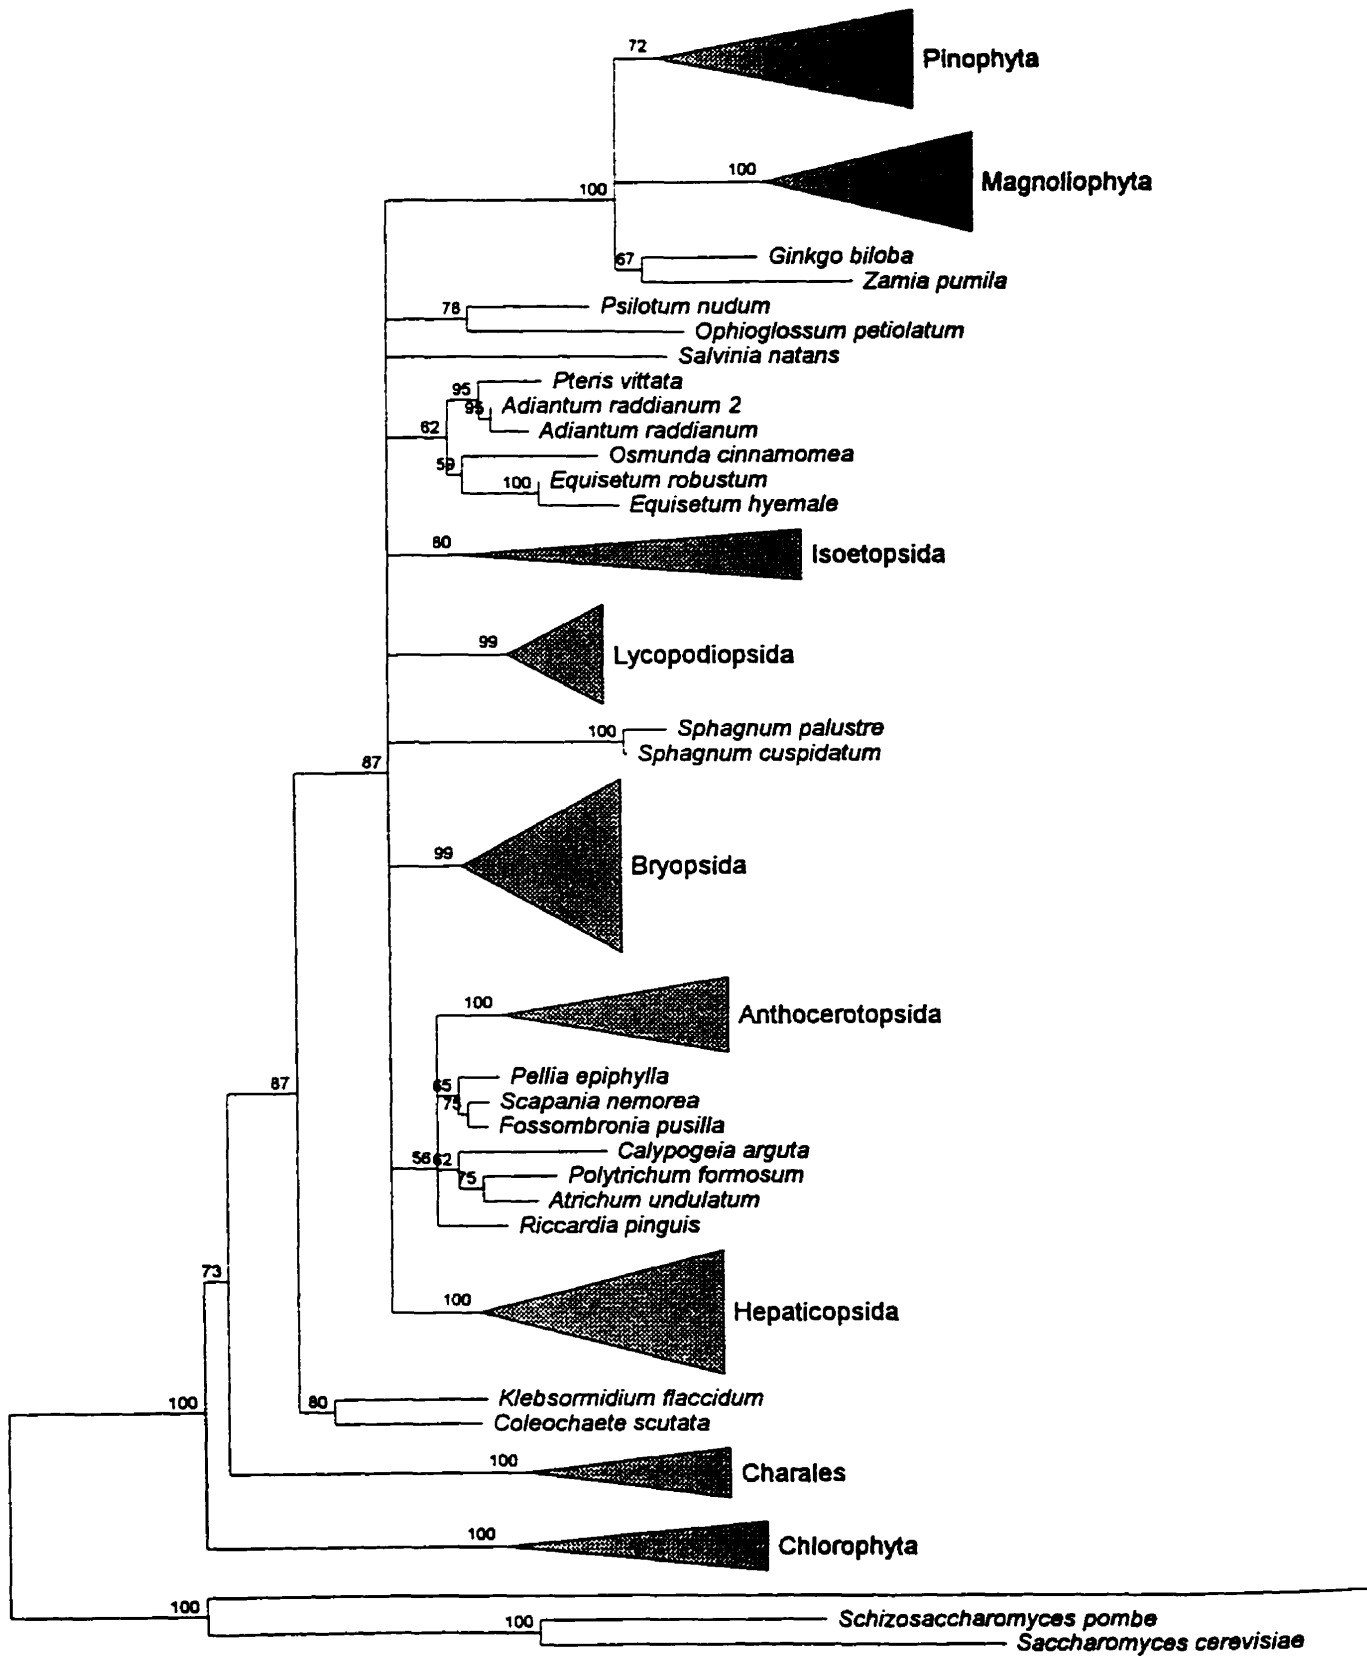 72
Pinophyta
100
Magnoliophyta
100
Ginkgo biloba
67
Zamia pumila
78
Psilotum nudum
Ophioglossum petiolatum
Salvinia natans
Pteris vittata
95
95
Adiantum raddianum 2
62
Adiantum raddianum
Osmunda cinnamomea
59
Equisetum robustum
100
Equisetum hyemale
80
Isoetopsida
99
Lycopodiopsida
100
Sphagnum palustre
Sphagnum cuspidatum
87
99
Bryopsida
100
Anthocerotopsida
Pellia epiphylla
65
Scapania nemorea
75
Fossombronia pusilla
87
Calypogeia arguta
56
62
Polytrichum formosum
75
Atrichum undulatum
Riccardia pinguis
73
100
Hepaticopsida
Klebsormidium flaccidum
100
80
Coleochaete scutata
100
Charales
100
Chlorophyta
100
Schizosaccharomyces pombe
100
Saccharomyces cerevisiae